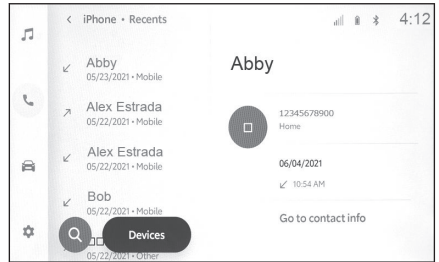 iPhone • Recents
4:12
Abby
05/23/2021 • Mobile
Alex Estrada
05/22/2021 • Mobile
Alex Estrada
05/22/2021 • Mobile
Bob
05/22/2021 • Mobile
05/22/2021 • Other
Devices
Abby
12345678900
Home
06/04/2021
10:54 AM
Go to contact info